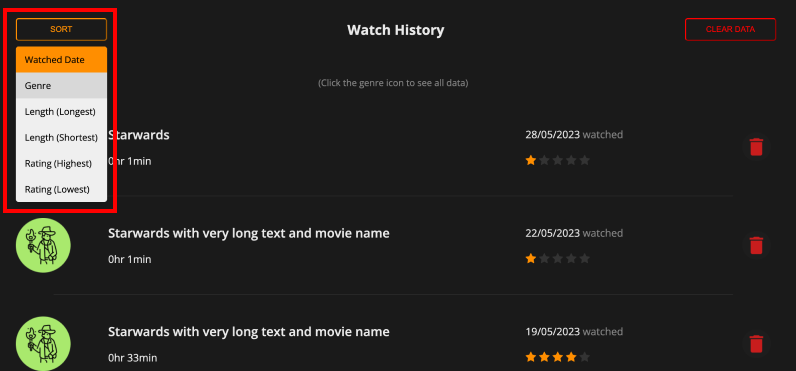 SORT
Watch History
CLEAR DATA
Watched Date
Genre
Length (Longest)
Length (Shortest)
Rating (Highest)
Rating (Lowest)
(Click the genre icon to see all data)
Starwards
28/05/2023 watched
0hr 1min
Starwards with very long text and movie name
22/05/2023 watched
0hr 1min
Starwards with very long text and movie name
19/05/2023 watched
0hr 33min